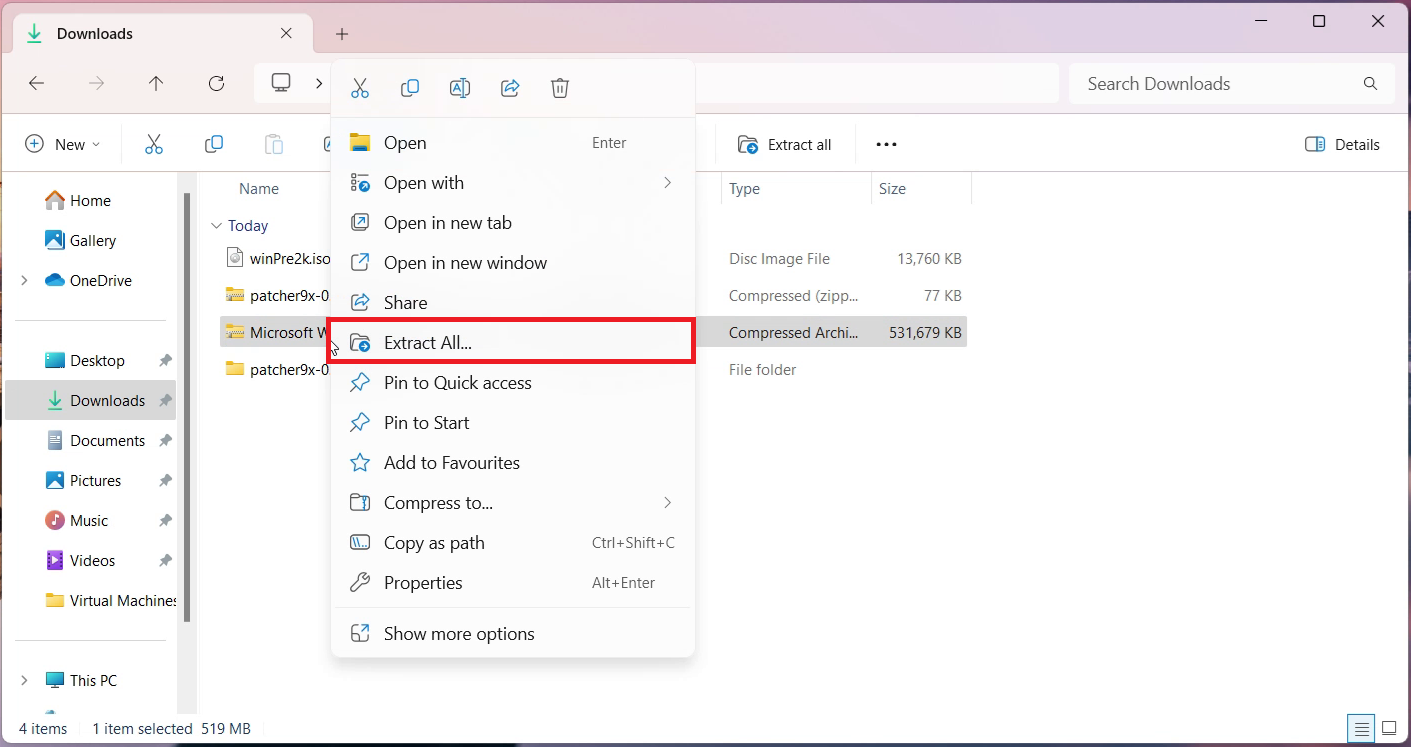 Downloads
Search Downloads
New
Extract all
Details
Home
Gallery
OneDrive
Desktop
Downloads
Documents
Pictures
Music
Videos
Virtual Machines
This PC
Name
Type
Size
Today
winPre2k.iso
Disc Image File
13,760 KB
patcher9x-0
Compressed (zipp...
77 KB
Microsoft W
Compressed Archi...
531,679 KB
patcher9x-0
File folder
Open
Enter
Open with
Open in new tab
Open in new window
Share
Extract All...
Pin to Quick access
Pin to Start
Add to Favourites
Compress to...
Copy as path
Ctrl+Shift+C
Properties
Alt+Enter
Show more options
4 items
1 item selected 519 MB